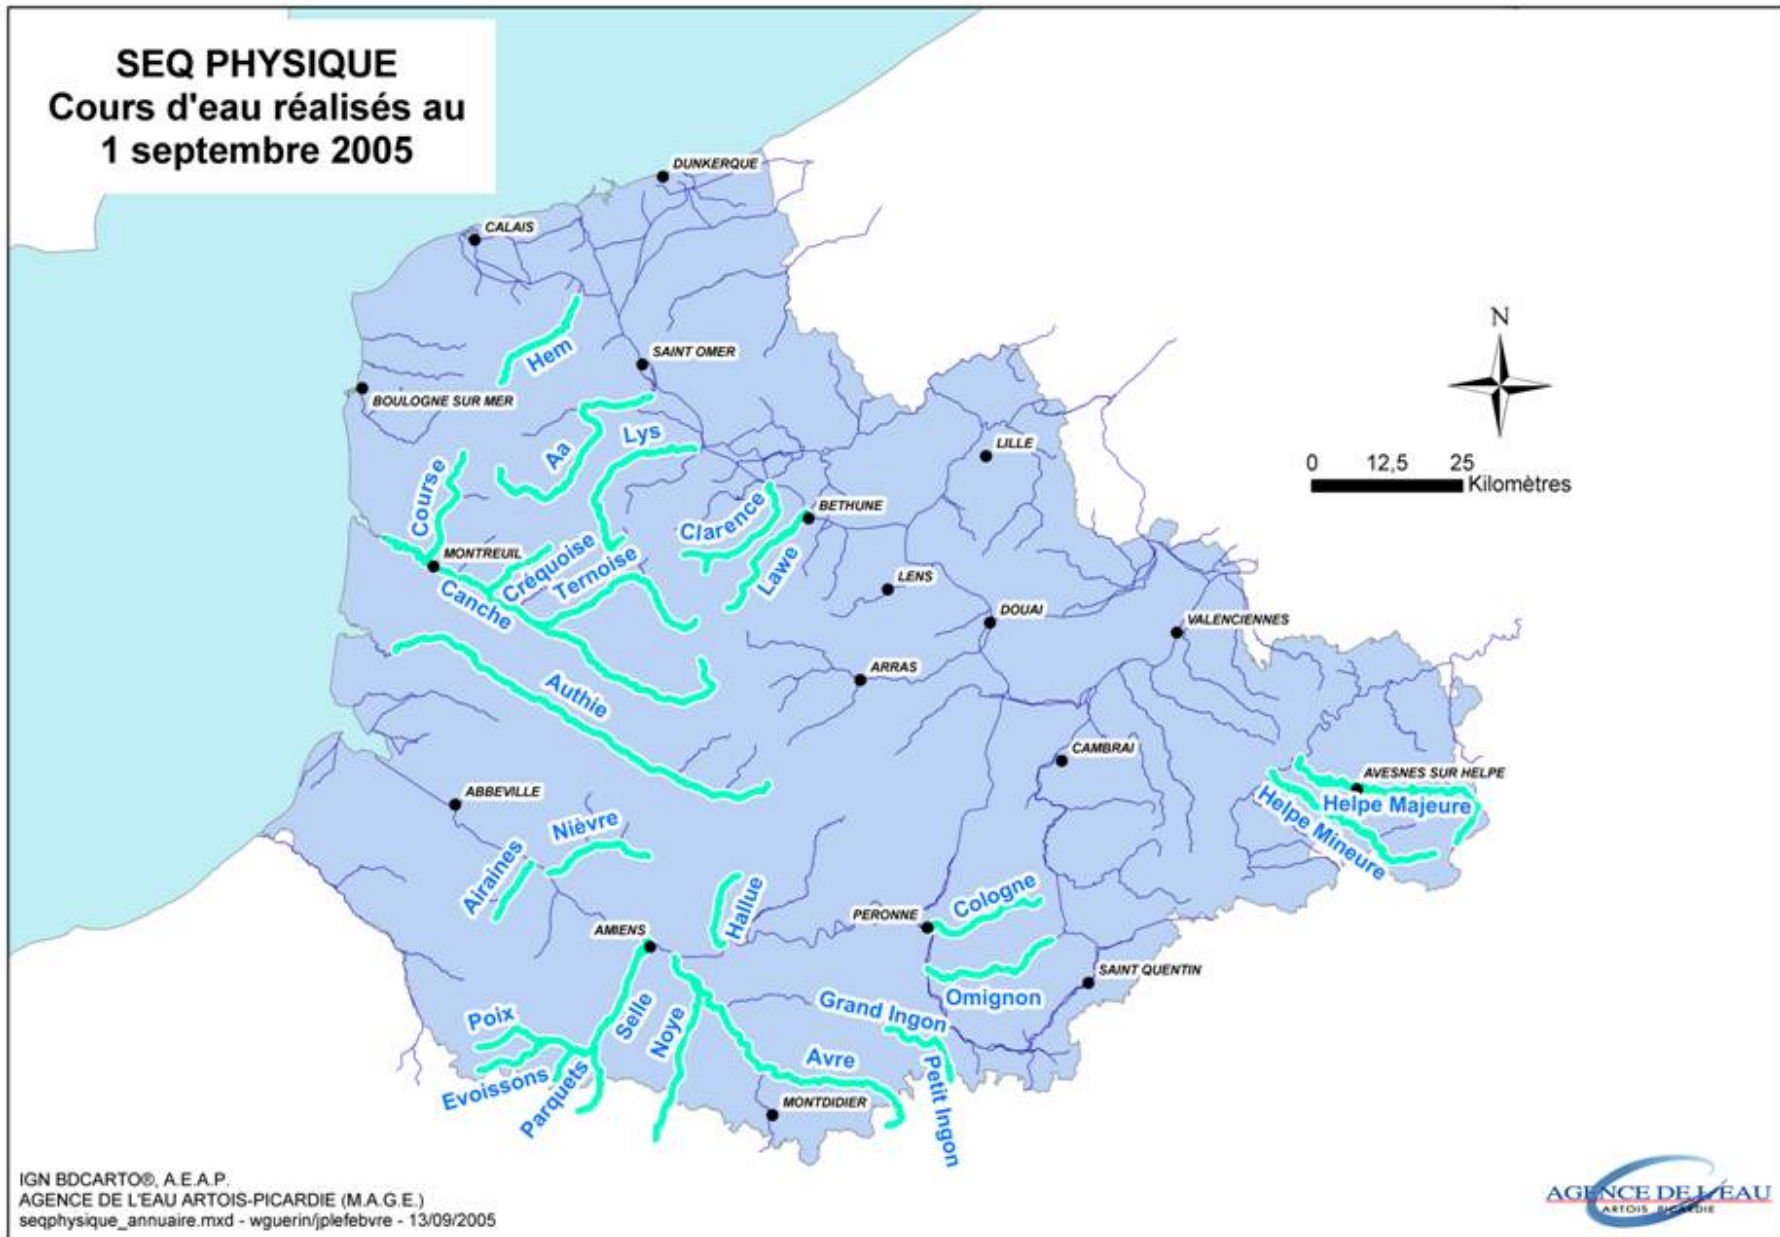 SEQ PHYSIQUE
Cours d'eau réalisés au
1 septembre 2005
DUNKERQUE
CALAIS
Hem
SAINT OMER
BOULOGNE SUR MER
N
Lys
Aa
LILLE
0 12,5 25
Kilomètres
Course
Clarence
BETHUNE
MONTREUIL
Créquoise
Ternoise
Lawe
LENS
Canche
DOUAI
VALENCIENNES
ARRAS
Authie
CAMBRAI
AVESNES SUR HELPE
Helpe Majeure
Helpe Mineure
ABBEVILLE
Nièvre
Airaines
Hallue
Cologne
PERONNE
AMIENS
SAINT QUENTIN
Omignon
Grand Ingon
Poix
Selle
Noye
Avre
Petit Ingon
Evoissons
Parquets
MONTDIDIER
IGN BDCARTO®, A.E.A.P.
AGENCE DE L'EAU ARTOIS-PICARDIE (M.A.G.E.)
seqphysique_annuaire.mxd - wguerin/jplefebvre - 13/09/2005
AGENCE DE L'EAU
ARTOIS PICARDIE